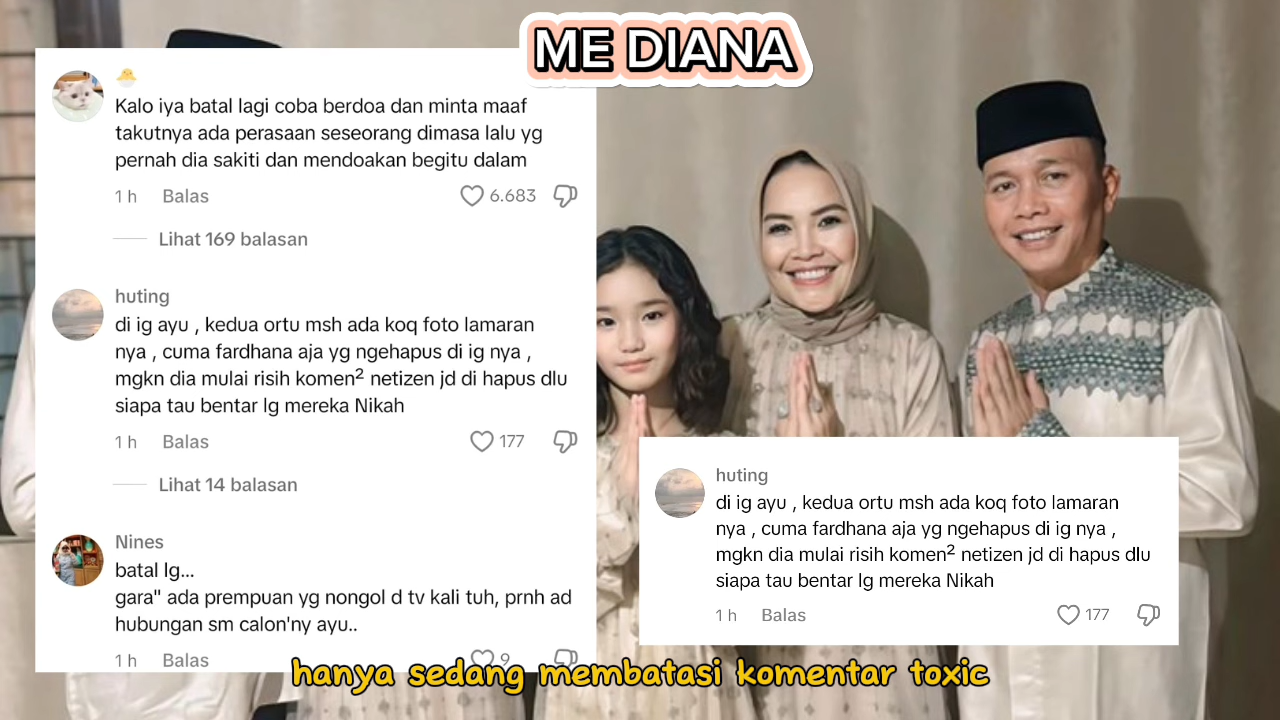 ME DIANA
Kalo iya batal lagi coba berdoa dan minta maaf
takutnya ada perasaan seseorang dimasa lalu yg
pernah dia sakiti dan mendoakan begitu dalam
1 h Balas 6.683
Lihat 169 balasan
huting
di ig ayu , kedua ortu msh ada koq foto lamaran
nya , cuma fardhana aja yg ngehapus di ig nya ,
mgkn dia mulai risih komen² netizen jd di hapus dlu
siapa tau bentar lg mereka Nikah
1 h Balas 177
Lihat 14 balasan
Nines
batal lg...
gara" ada prempuan yg nongol d tv kali tuh, prnh ad
hubungan sm calon'ny ayu..
1 h Balas 9
huting
di ig ayu , kedua ortu msh ada koq foto lamaran
nya , cuma fardhana aja yg ngehapus di ig nya ,
mgkn dia mulai risih komen² netizen jd di hapus dlu
siapa tau bentar lg mereka Nikah
1 h Balas 177
hanya sedang membatasi komentar toxic